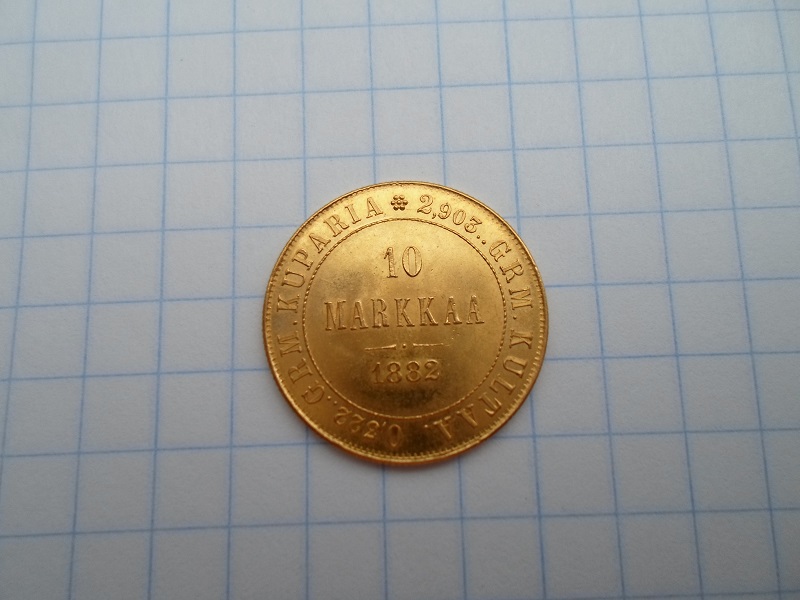 10
MARKKAA
1882
2,903.. GRM. KULTAA. 0,322.. GRM. KUPARIA